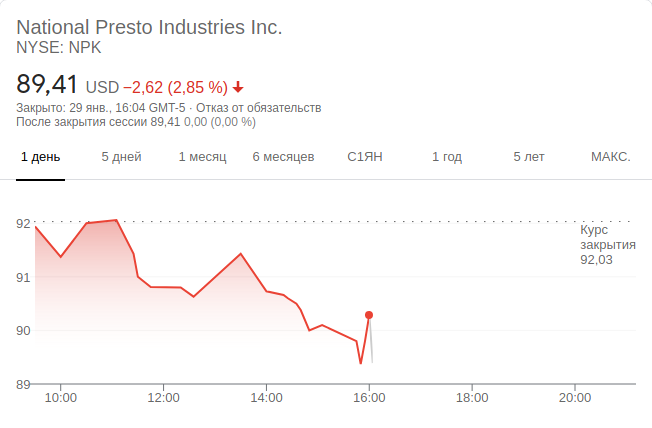 National Presto Industries Inc.
NYSE: NPK
89,41 USD −2,62 (2,85 %)
Закрыто: 29 янв., 16:04 GMT-5 · Отказ от обязательств
После закрытия сессии 89,41 0,00 (0,00 %)
1 день 5 дней 1 месяц 6 месяцев С1ЯН 1 год 5 лет МАКС.
92
Курс
закрытия
92,03
91
90
89
10:00 12:00 14:00 16:00 18:00 20:00